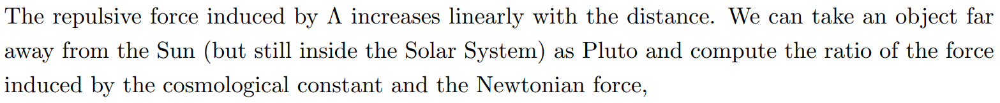 The repulsive force induced by Λ increases linearly with the distance. We can take an object far
away from the Sun (but still inside the Solar System) as Pluto and compute the ratio of the force
induced by the cosmological constant and the Newtonian force,